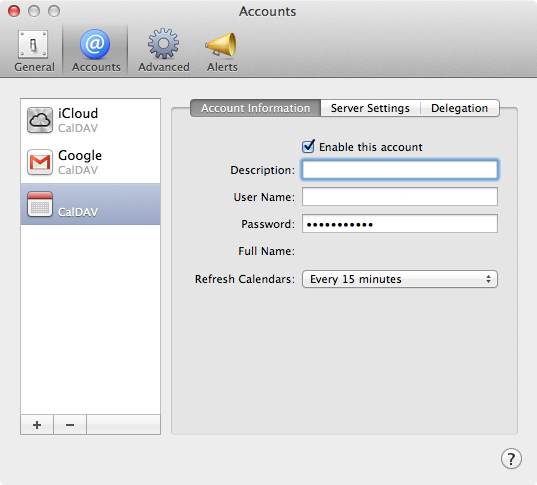 Accounts
General
Accounts
Advanced
Alerts
iCloud
CalDAV
Google
CalDAV
CalDAV
Account Information
Server Settings
Delegation
Enable this account
Description:
User Name:
Password: •••••••••••
Full Name:
Refresh Calendars: Every 15 minutes
+
−
?